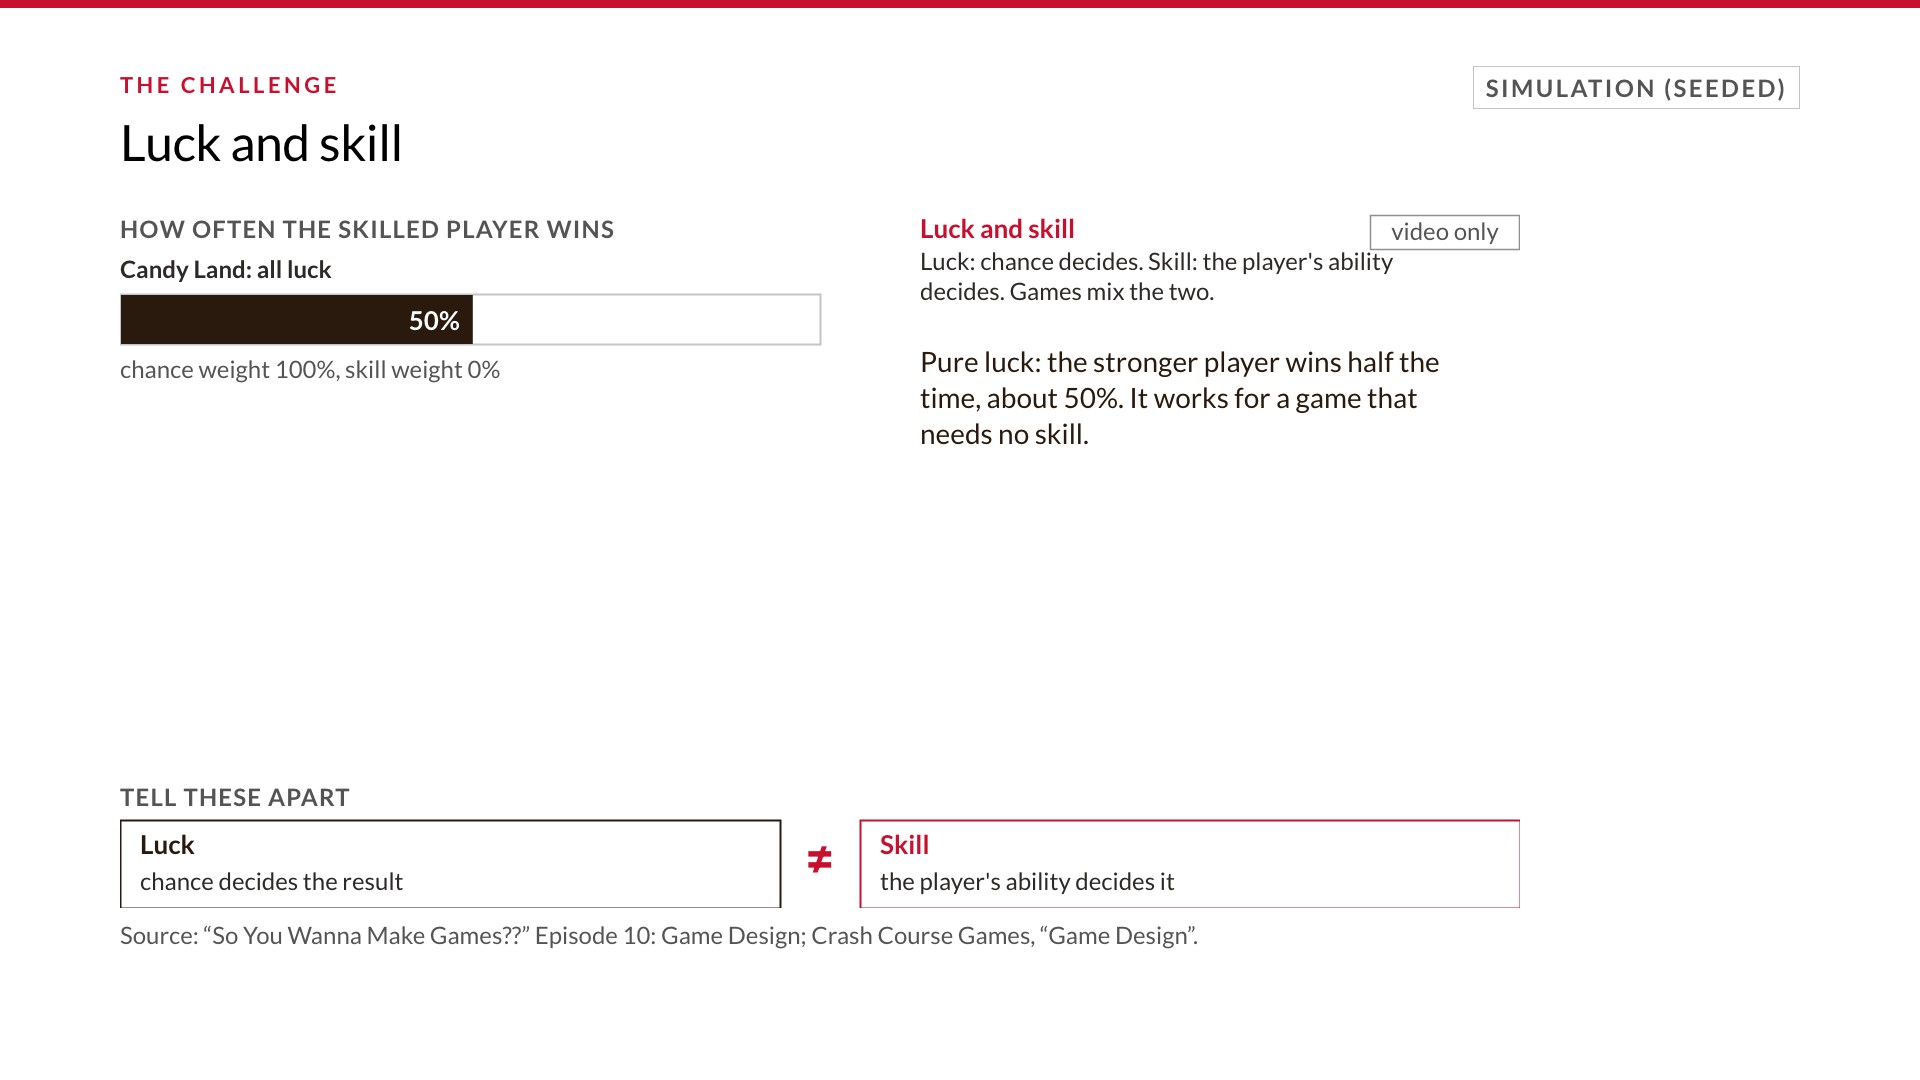 THE CHALLENGE
SIMULATION (SEEDED)
Luck and skill
HOW OFTEN THE SKILLED PLAYER WINS
Candy Land: all luck
50%
chance weight 100%, skill weight 0%
Luck and skill
video only
Luck: chance decides. Skill: the player's ability
decides. Games mix the two.
Pure luck: the stronger player wins half the
time, about 50%. It works for a game that
needs no skill.
TELL THESE APART
Luck
chance decides the result
≠
Skill
the player's ability decides it
Source: “So You Wanna Make Games??” Episode 10: Game Design; Crash Course Games, “Game Design”.